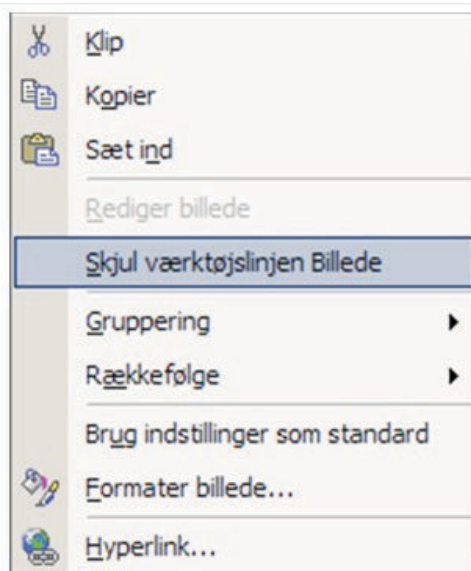 Klip
Kopier
Sæt ind
Rediger billede
Skjul værktøjslinjen Billede
Gruppering
Rækkefølge
Brug indstillinger som standard
Formater billede...
Hyperlink...